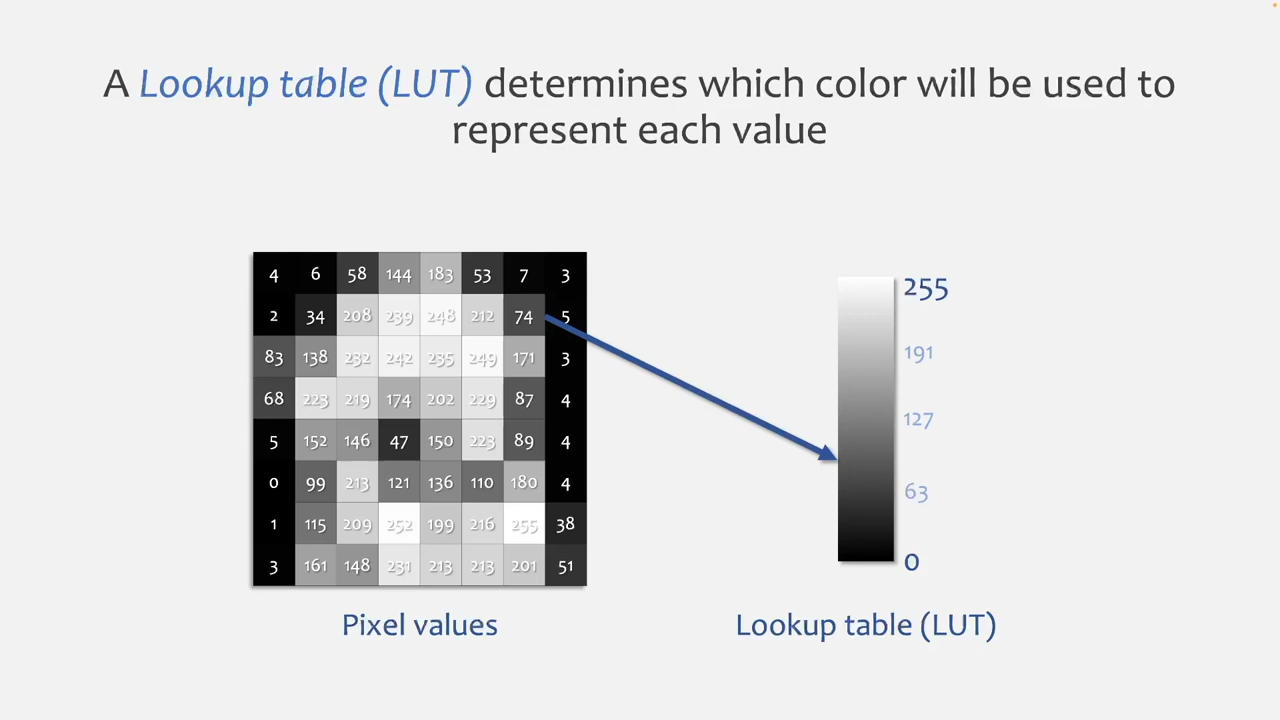 A Lookup table (LUT) determines which color will be used to
represent each value
4 6 58 144 183 53 7 3
2 34 208 239 248 212 74 5
83 138 232 242 235 249 171 3
68 223 219 174 202 229 87 4
5 152 146 47 150 223 89 4
0 99 213 121 136 110 180 4
1 115 209 252 199 216 255 38
3 161 148 231 213 213 201 51
Pixel values
255
191
127
63
0
Lookup table (LUT)